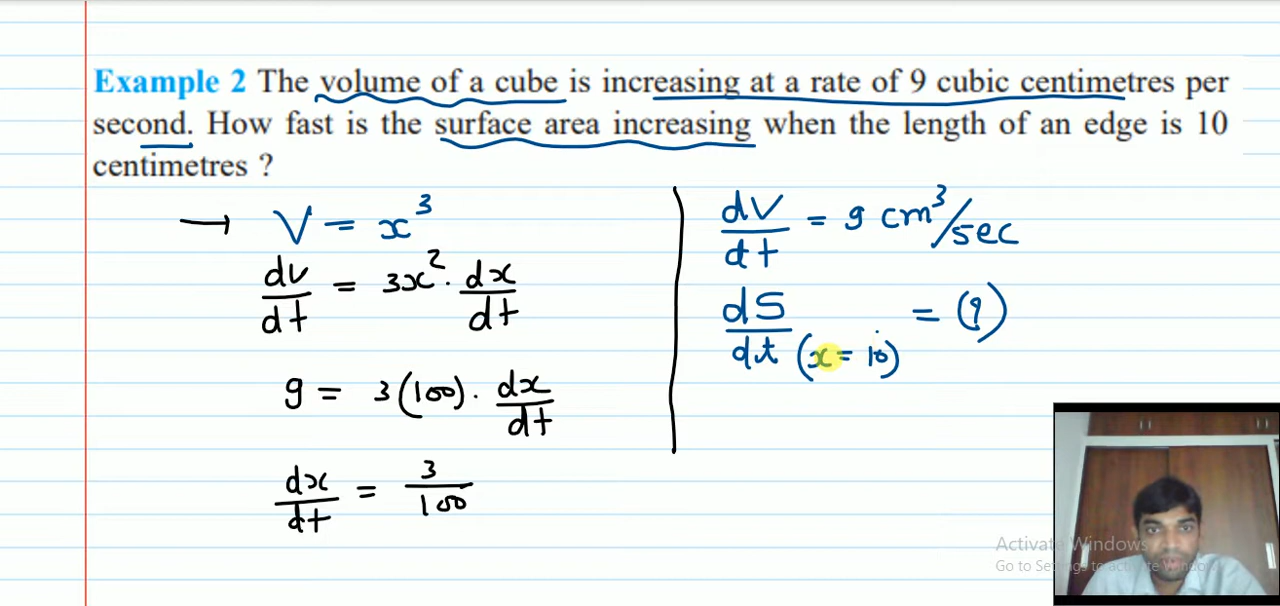 Example 2 The volume of a cube is increasing at a rate of 9 cubic centimetres per
second. How fast is the surface area increasing when the length of an edge is 10
centimetres ?
→ V = x³
dv/dt = 3x² · dx/dt
9 = 3(100) · dx/dt
dx/dt = 3/100
dV/dt = 9 cm³/sec
dS/dt (x = 10) = (?)
Activate Windows
Go to Settings to activate Windows.